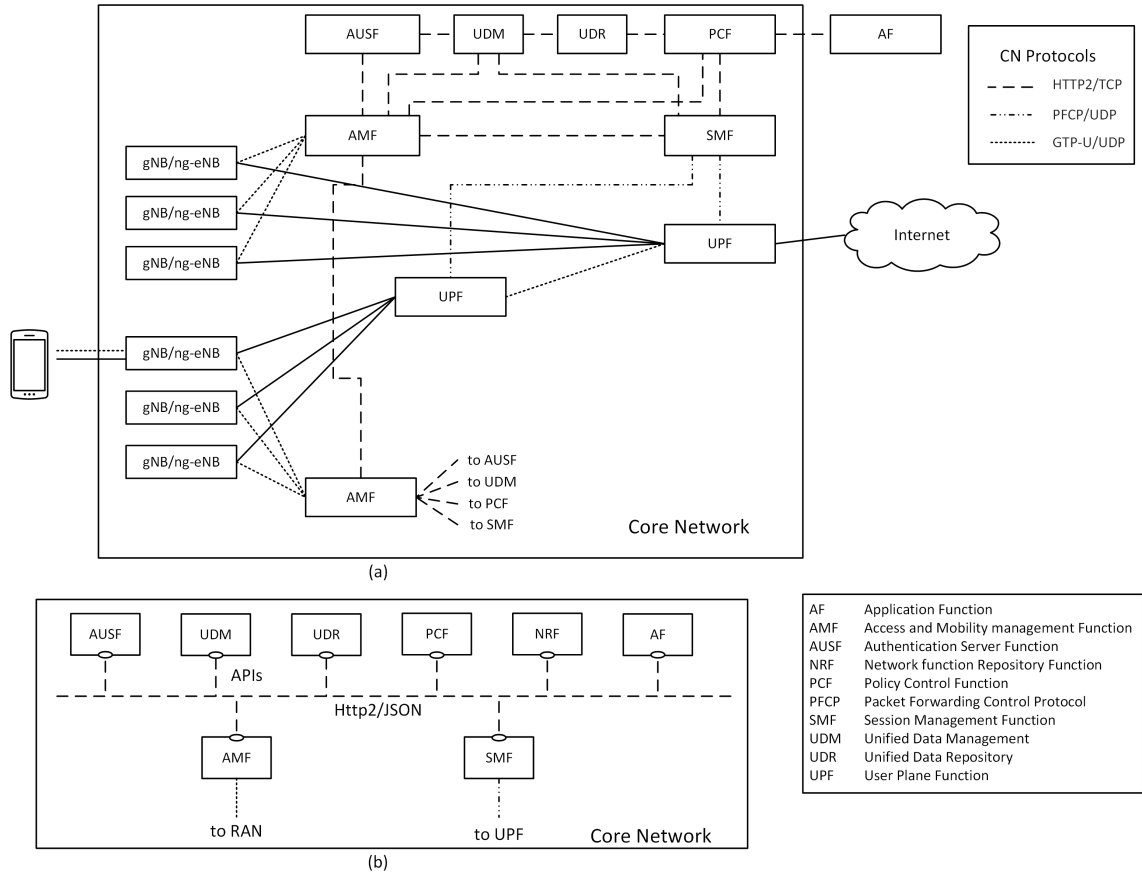 AUSF
UDM
UDR
PCF
AF
CN Protocols
HTTP2/TCP
PFCP/UDP
GTP-U/UDP
AMF
SMF
gNB/ng-eNB
gNB/ng-eNB
gNB/ng-eNB
UPF
Internet
UPF
gNB/ng-eNB
gNB/ng-eNB
gNB/ng-eNB
AMF
to AUSF
to UDM
to PCF
to SMF
Core Network
(a)
AUSF
UDM
UDR
PCF
NRF
AF
APIs
Http2/JSON
AMF
SMF
to RAN
to UPF
Core Network
(b)
AF Application Function
AMF Access and Mobility management Function
AUSF Authentication Server Function
NRF Network function Repository Function
PCF Policy Control Function
PFCP Packet Forwarding Control Protocol
SMF Session Management Function
UDM Unified Data Management
UDR Unified Data Repository
UPF User Plane Function